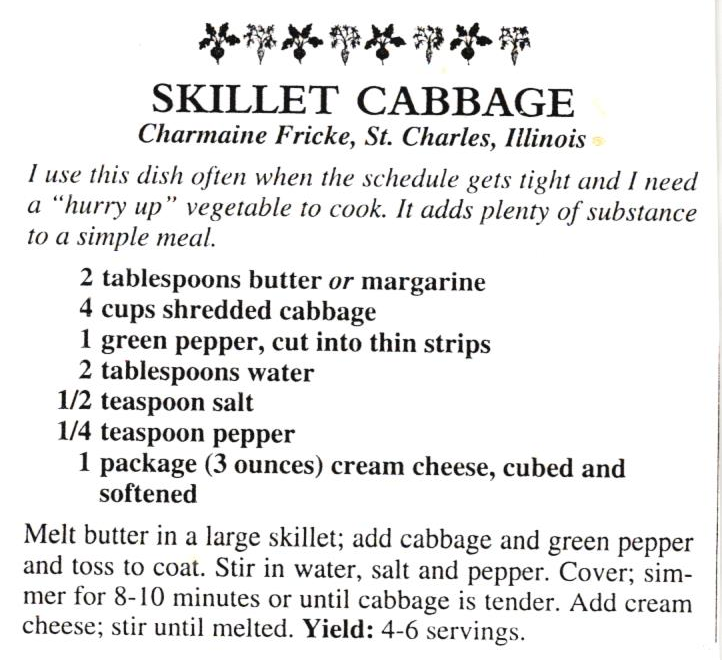 SKILLET CABBAGE
Charmaine Fricke, St. Charles, Illinois
I use this dish often when the schedule gets tight and I need
a “hurry up” vegetable to cook. It adds plenty of substance
to a simple meal.
2 tablespoons butter or margarine
4 cups shredded cabbage
1 green pepper, cut into thin strips
2 tablespoons water
1/2 teaspoon salt
1/4 teaspoon pepper
1 package (3 ounces) cream cheese, cubed and
softened
Melt butter in a large skillet; add cabbage and green pepper
and toss to coat. Stir in water, salt and pepper. Cover; sim-
mer for 8-10 minutes or until cabbage is tender. Add cream
cheese; stir until melted. Yield: 4-6 servings.